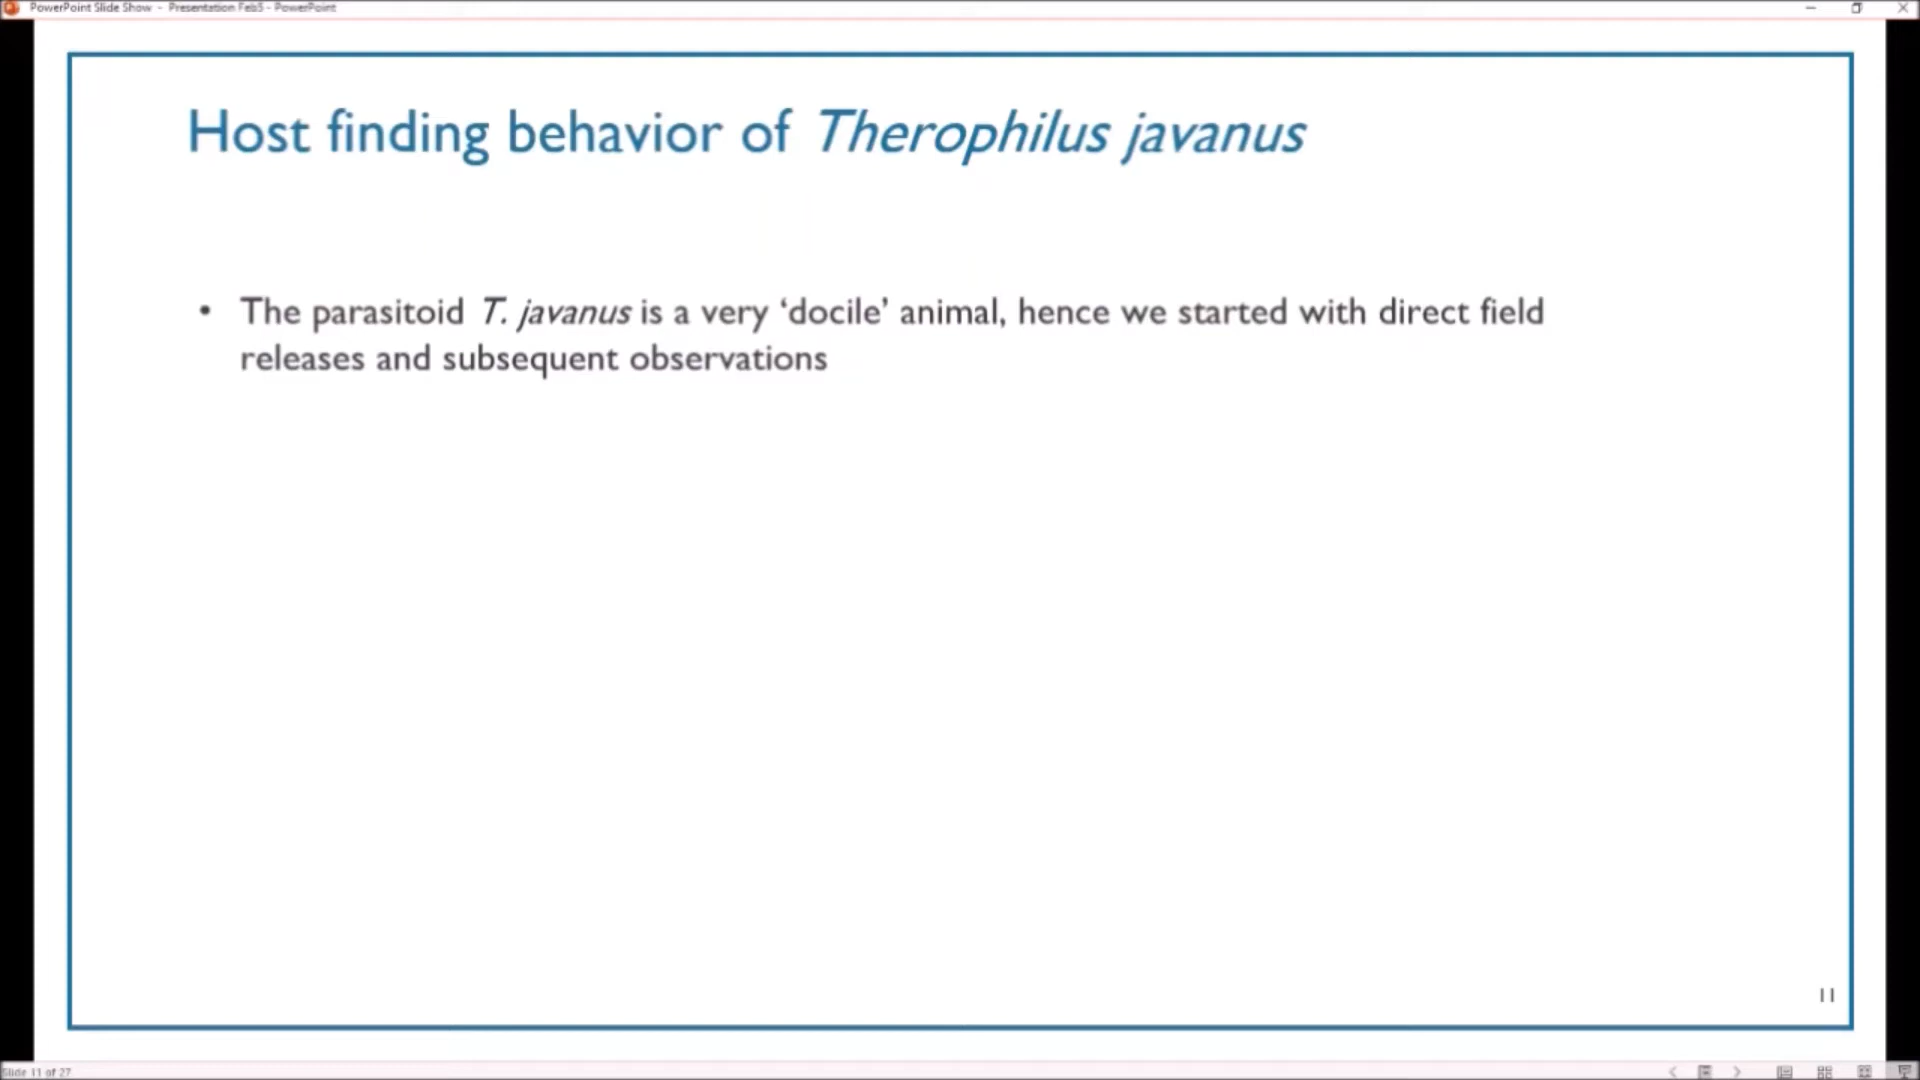 PowerPoint Slide Show - Presentation Feb5 - PowerPoint
Host finding behavior of Therophilus javanus
• The parasitoid T. javanus is a very ‘docile’ animal, hence we started with direct field
releases and subsequent observations
11
Slide 11 of 27